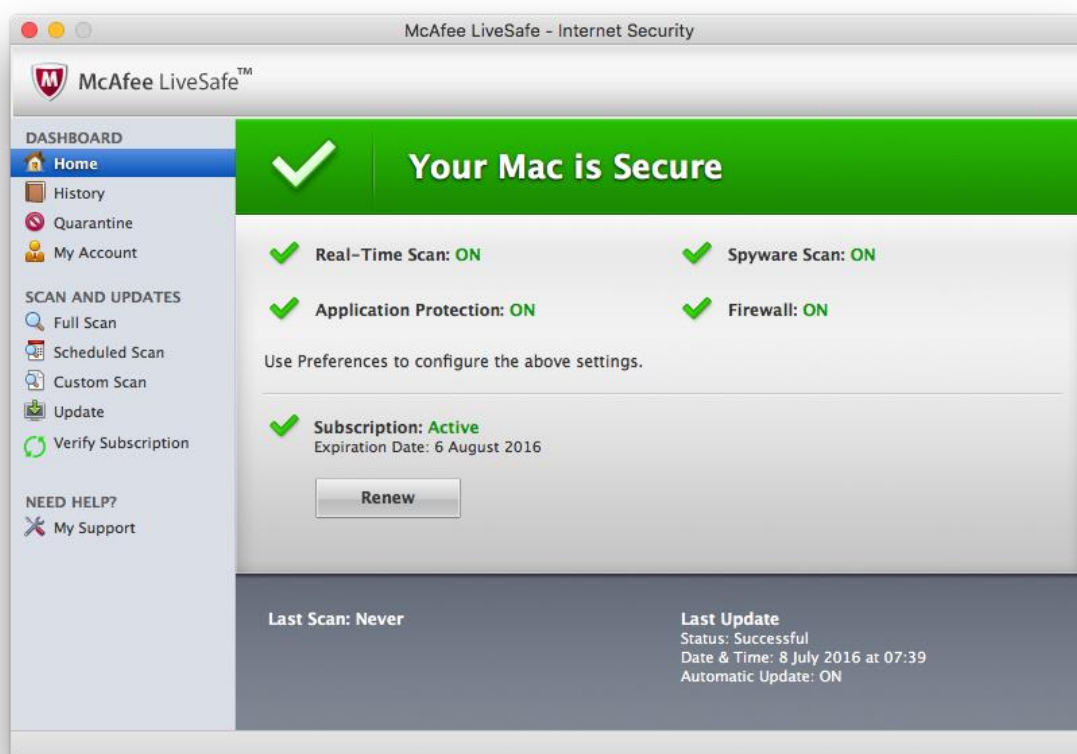 McAfee LiveSafe - Internet Security
M
McAfee LiveSafe™
DASHBOARD
Home
History
Quarantine
My Account
SCAN AND UPDATES
Full Scan
Scheduled Scan
Custom Scan
Update
Verify Subscription
NEED HELP?
My Support
Your Mac is Secure
Real-Time Scan: ON
Spyware Scan: ON
Application Protection: ON
Firewall: ON
Use Preferences to configure the above settings.
Subscription: Active
Expiration Date: 6 August 2016
Renew
Last Scan: Never
Last Update
Status: Successful
Date & Time: 8 July 2016 at 07:39
Automatic Update: ON